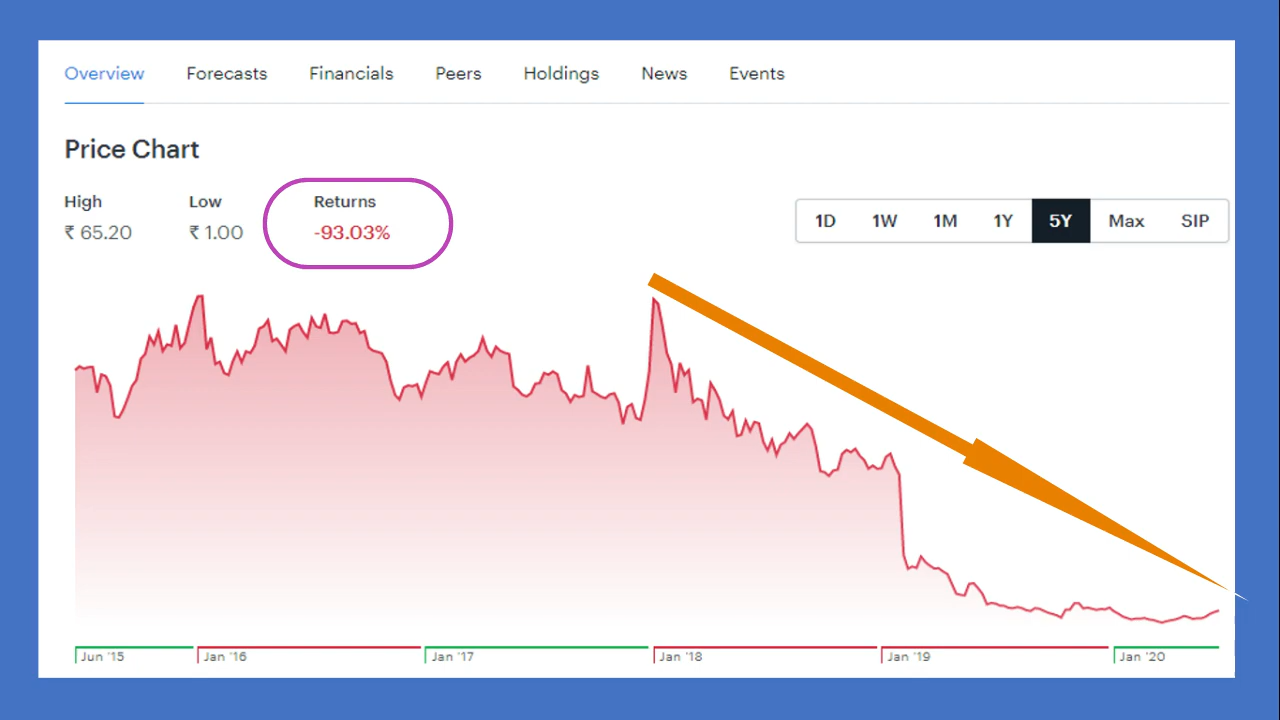 Overview Forecasts Financials Peers Holdings News Events
Price Chart
High Low Returns
₹ 65.20 ₹ 1.00 -93.03%
1D 1W 1M 1Y 5Y Max SIP
Jun '15 Jan '16 Jan '17 Jan '18 Jan '19 Jan '20